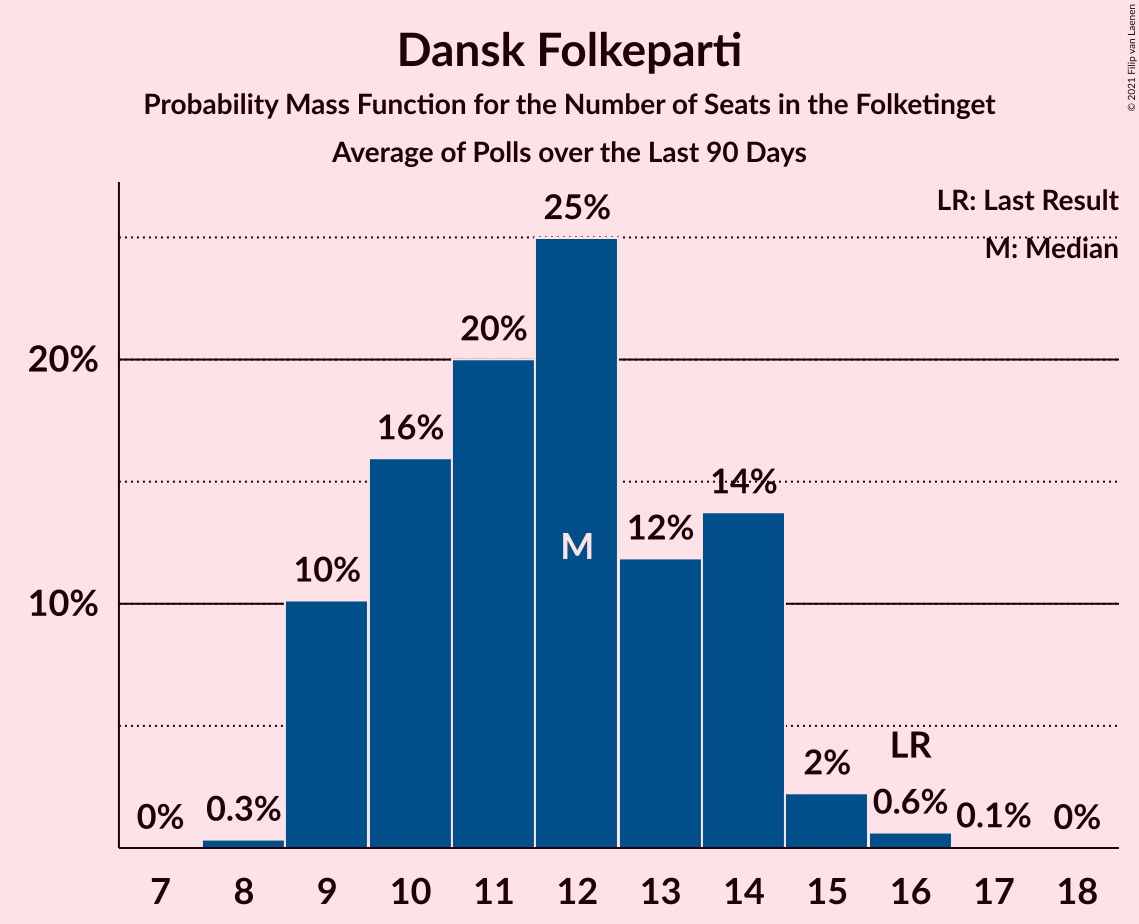 Dansk Folkeparti
Probability Mass Function for the Number of Seats in the Folketinget
Average of Polls over the Last 90 Days
© 2021 Filip van Laenen
LR: Last Result
M: Median
25%
20%
16%
14%
12%
10%
2%
0.6%
0.3%
0.1%
0%
0%
M
LR
20%
10%
7 8 9 10 11 12 13 14 15 16 17 18